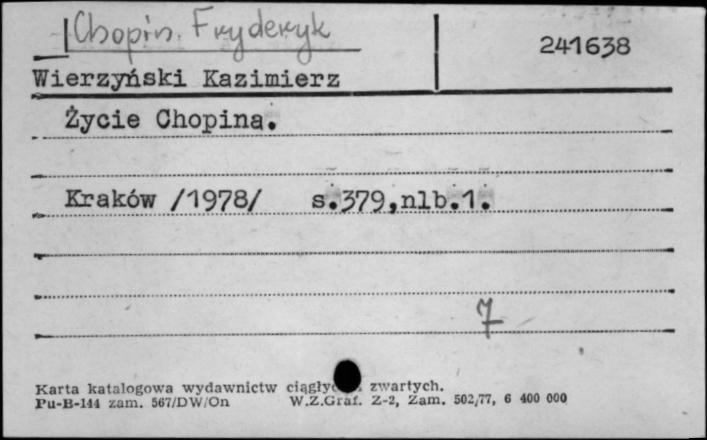 Chopin. Fryderyk
241638
Wierzyński Kazimierz
Życie Chopina.
Kraków /1978/ s.379,nlb.1.
7
Karta katalogowa wydawnictw zwartych.
Pu-B-144 zam. 567/DW/On W.Z.Graf. Z-2, Zam. 502/77, 6 400 000